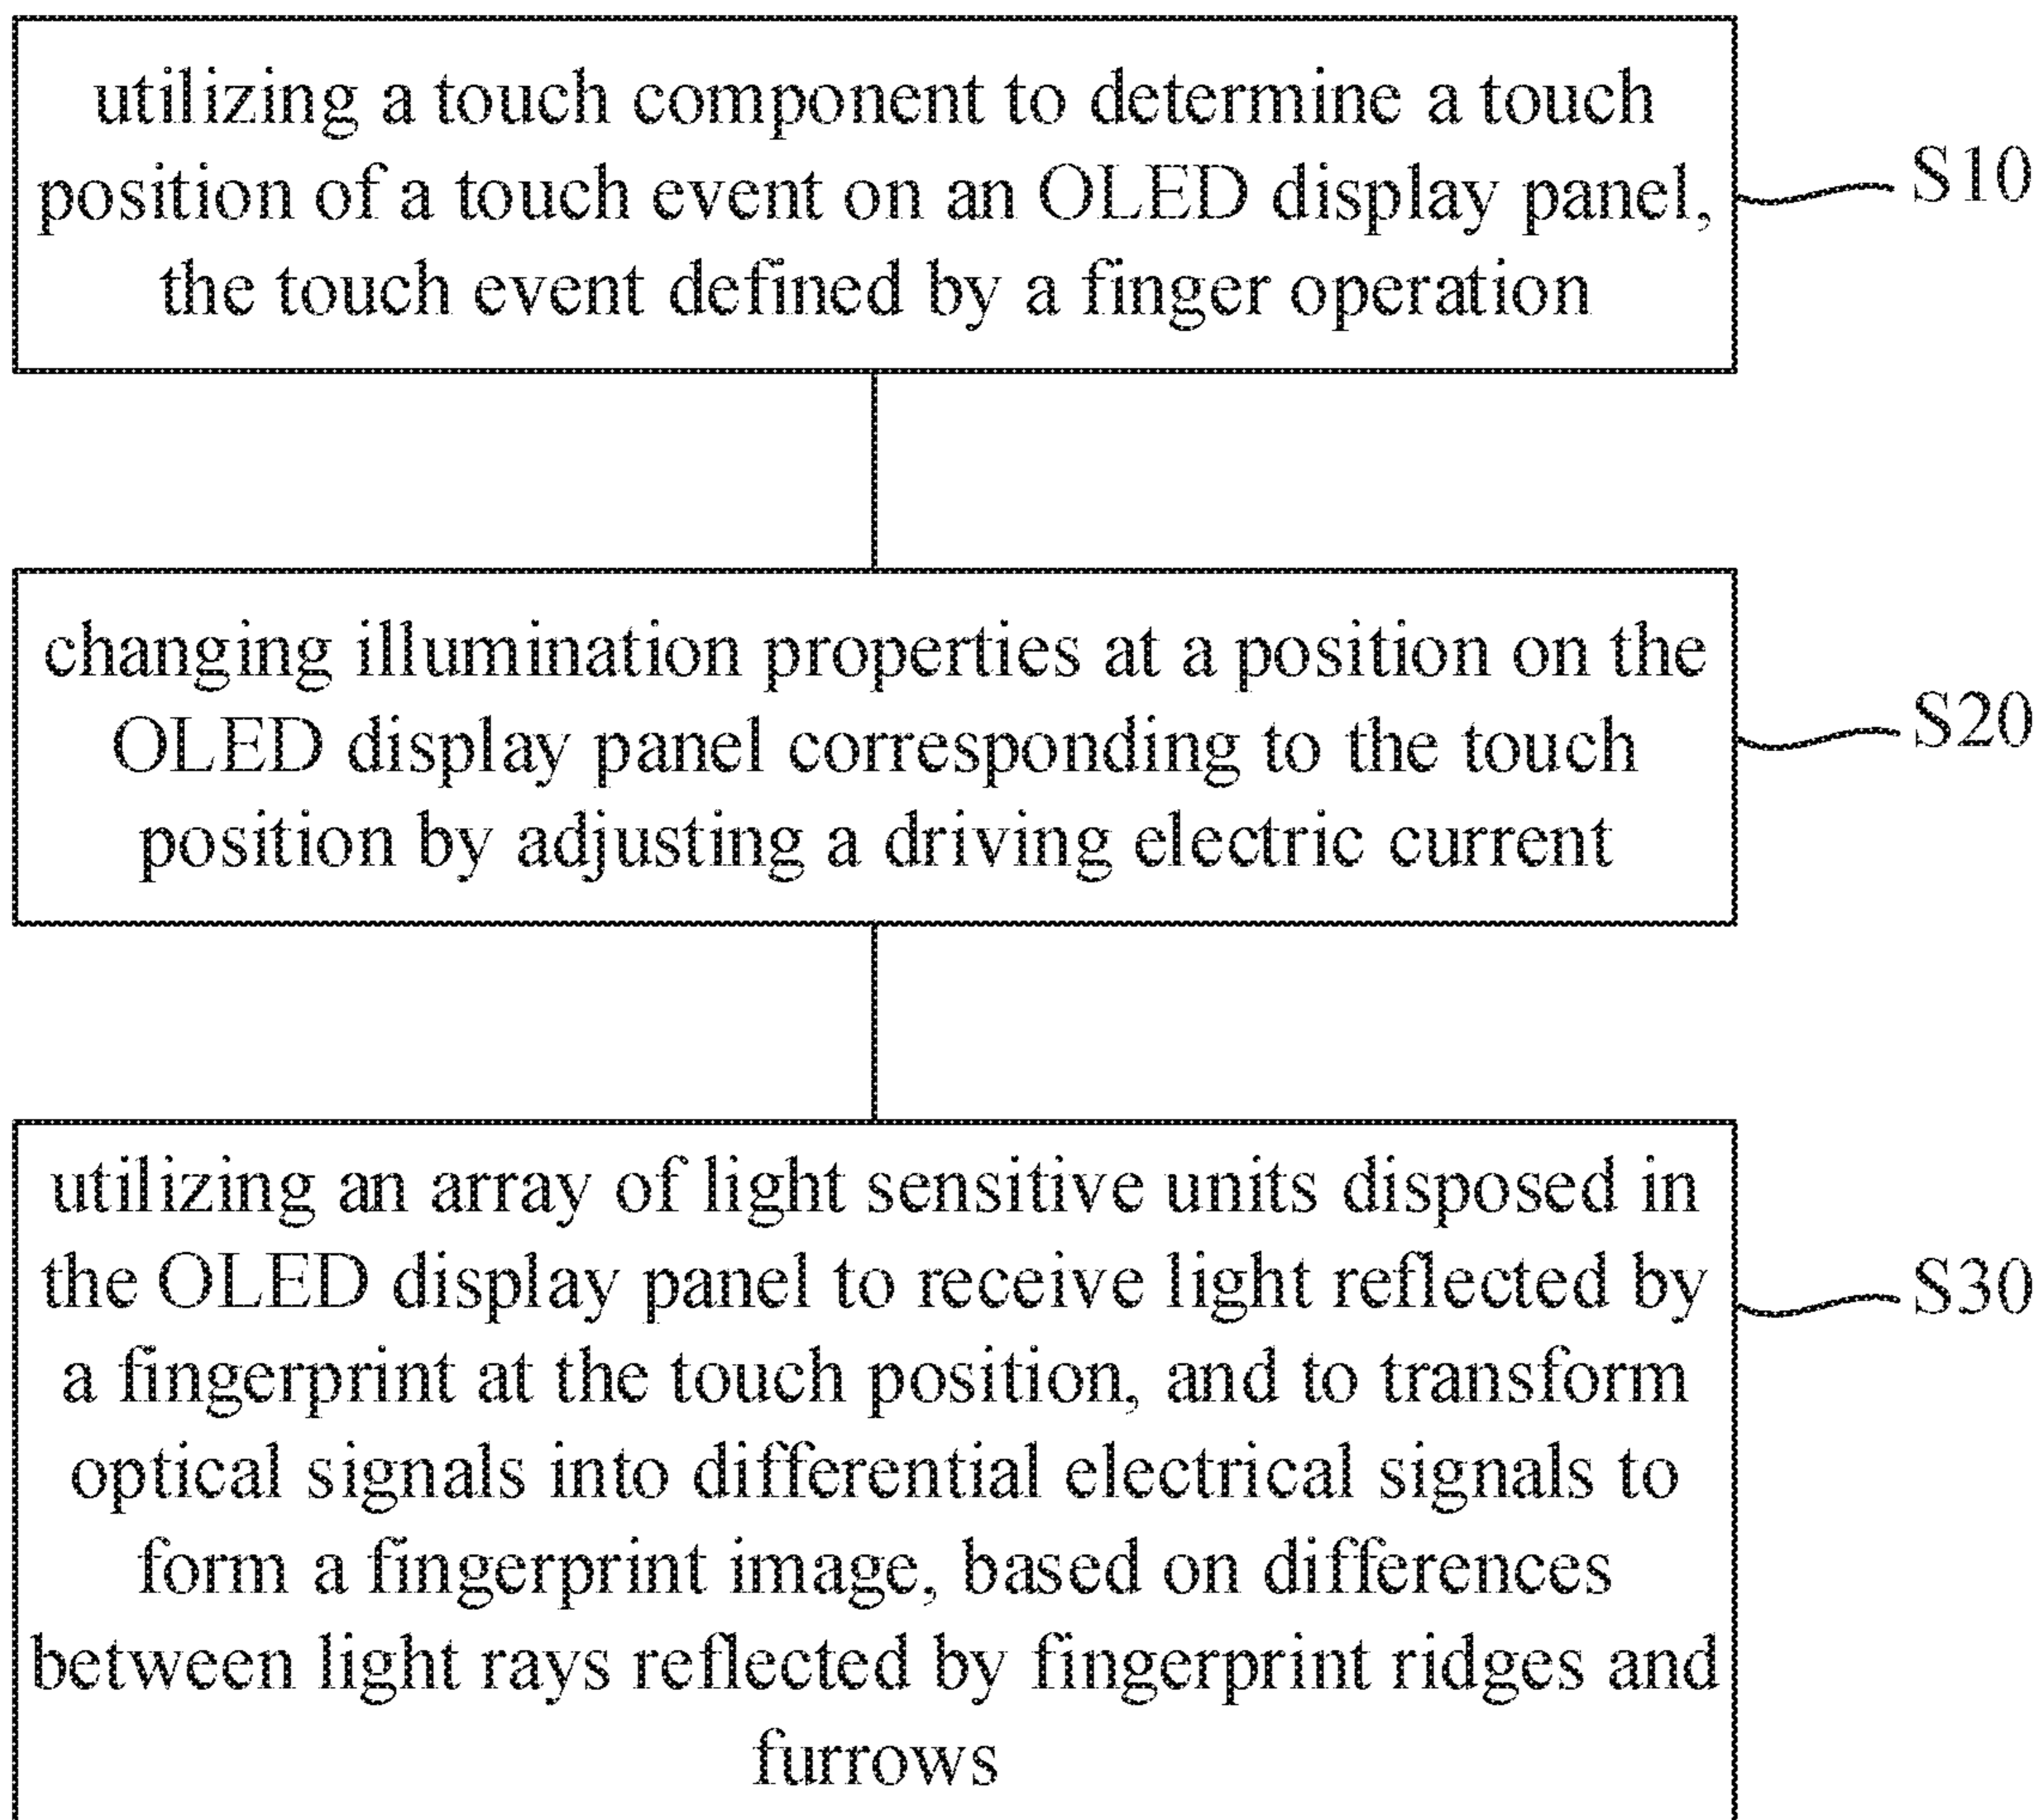 utilizing a touch component to determine a touch
position of a touch event on an OLED display panel,
the touch event defined by a finger operation
S10
changing illumination properties at a position on the
OLED display panel corresponding to the touch
position by adjusting a driving electric current
S20
utilizing an array of light sensitive units disposed in
the OLED display panel to receive light reflected by
a fingerprint at the touch position, and to transform
optical signals into differential electrical signals to
form a fingerprint image, based on differences
between light rays reflected by fingerprint ridges and
furrows
S30